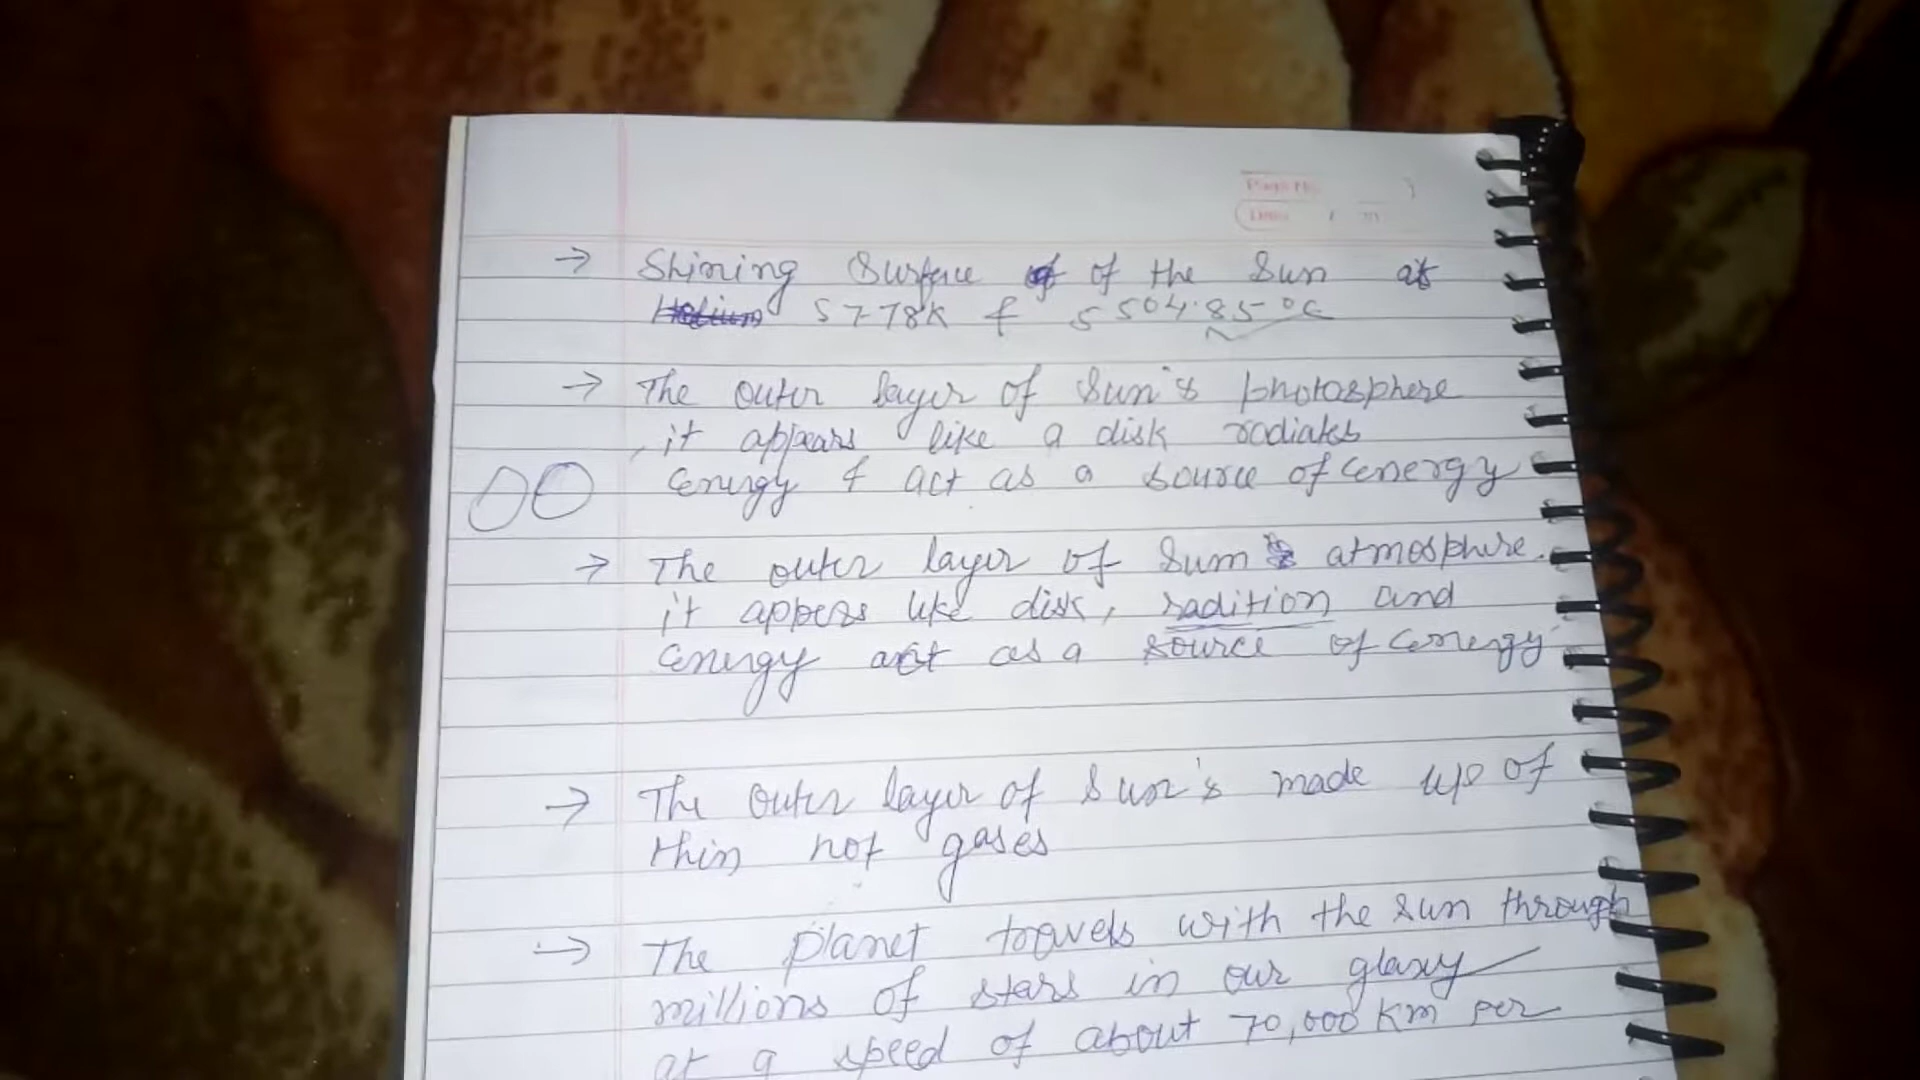 Page No.
Date
→ Shining Surface of of the Sun at
Helium 5778K & 5504.85°C
→ The outer layer of Sun's photosphere
, it appears like a disk radiates
Energy & act as a source of energy
→ The outer layer of Sum's atmosphire.
it appers like disk, radition and
Energy act as a source of energy
→ The outer layer of Sun's made up of
thin hot gases
→ The planet travels with the sun through
millions of stars in our glaxy
at a speed of about 70,000 Km per